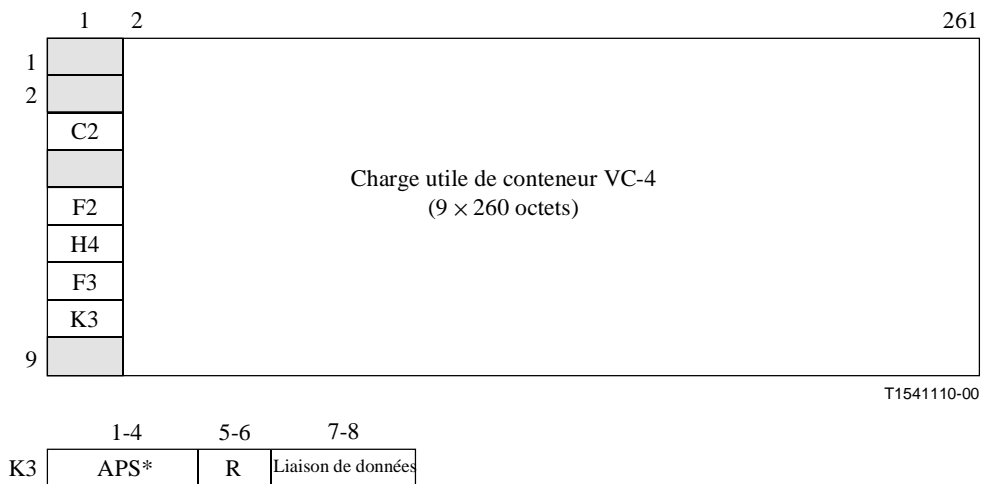 1 2 261
1
2
C2
Charge utile de conteneur VC-4
F2
(9 × 260 octets)
H4
F3
K3
9
T1541110-00
1-4 5-6 7-8
K3 APS* R Liaison de données